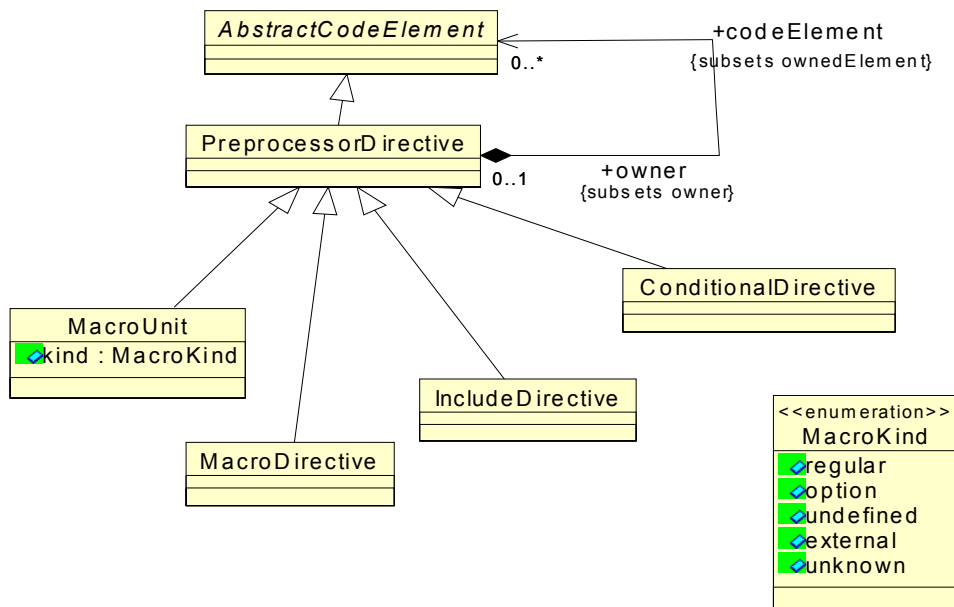 AbstractCodeElement
+codeElement
0..*
{subsets ownedElement}
PreprocessorDirective
0..1
+owner
{subsets owner}
ConditionalDirective
MacroUnit
kind : MacroKind
IncludeDirective
MacroDirective
<<enumeration>>
MacroKind
regular
option
undefined
external
unknown